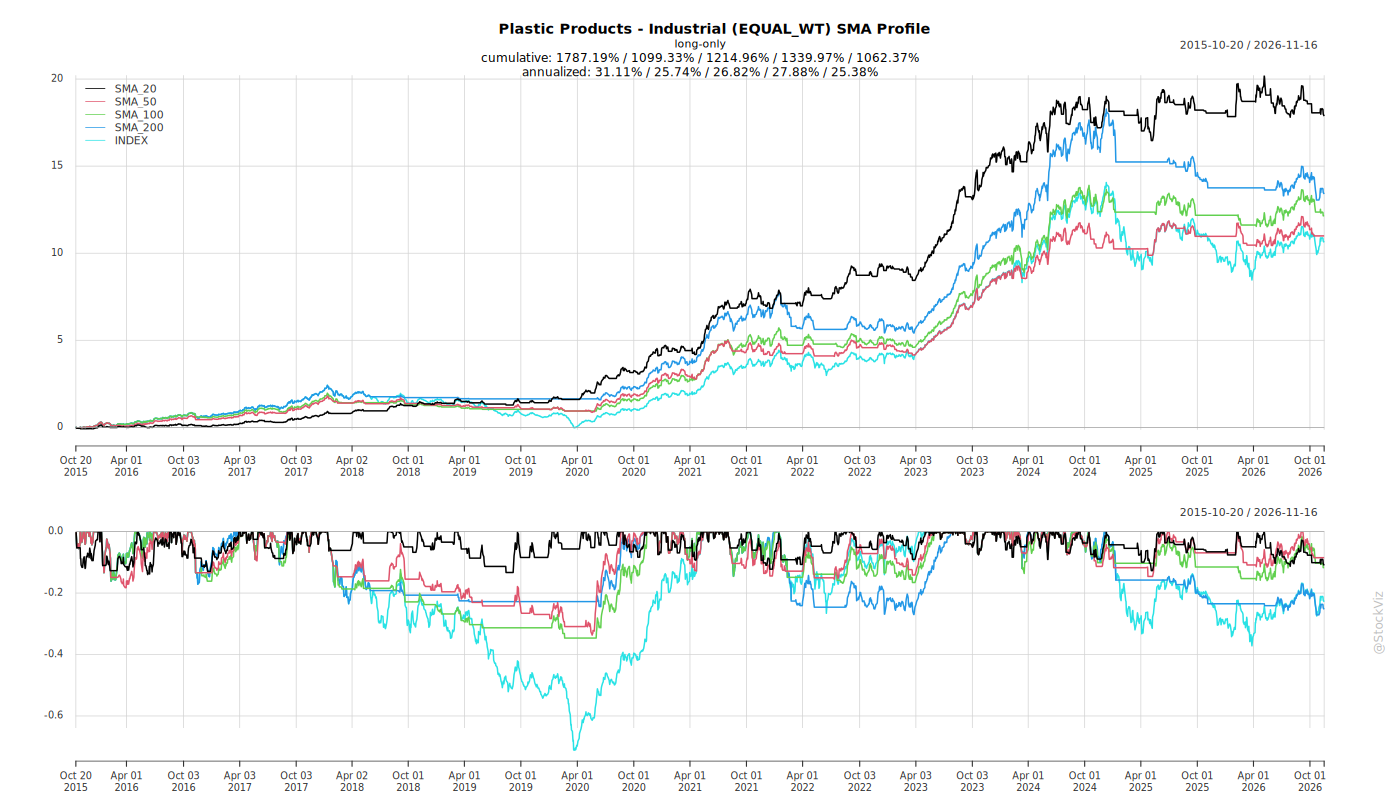 Plastic Products - Industrial (EQUAL_WT) SMA Profile
long-only
2015-10-20 / 2026-11-16
cumulative: 1787.19% / 1099.33% / 1214.96% / 1339.97% / 1062.37%
annualized: 31.11% / 25.74% / 26.82% / 27.88% / 25.38%
SMA_20
SMA_50
SMA_100
SMA_200
INDEX
20
15
10
5
0
Oct 20 Apr 01 Oct 03 Apr 03 Oct 03 Apr 02 Oct 01 Apr 01 Oct 01 Apr 01 Oct 01 Apr 01 Oct 01 Apr 01 Oct 03 Apr 03 Oct 03 Apr 01 Oct 01 Apr 01 Oct 01 Apr 01 Oct 01
2015 2016 2016 2017 2017 2018 2018 2019 2019 2020 2020 2021 2021 2022 2022 2023 2023 2024 2024 2025 2025 2026 2026
2015-10-20 / 2026-11-16
0.0
-0.2
-0.4
-0.6
Oct 20 Apr 01 Oct 03 Apr 03 Oct 03 Apr 02 Oct 01 Apr 01 Oct 01 Apr 01 Oct 01 Apr 01 Oct 01 Apr 01 Oct 03 Apr 03 Oct 03 Apr 01 Oct 01 Apr 01 Oct 01 Apr 01 Oct 01
2015 2016 2016 2017 2017 2018 2018 2019 2019 2020 2020 2021 2021 2022 2022 2023 2023 2024 2024 2025 2025 2026 2026
@StockViz